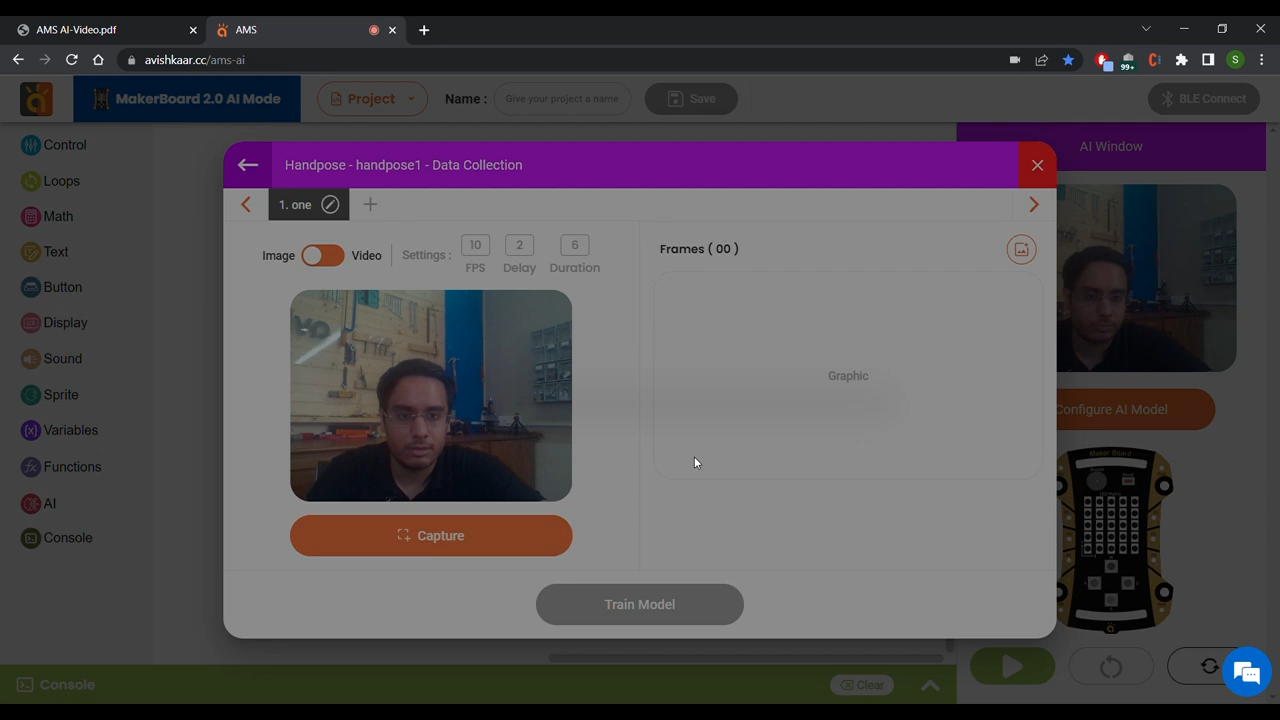 AMS AI-Video.pdf
AMS
avishkaar.cc/ams-ai
99+
S
MakerBoard 2.0 AI Mode
Project
Name :
Give your project a name
Save
BLE Connect
Control
Loops
Math
Text
Button
Display
Sound
Sprite
Variables
Functions
AI
Console
Handpose - handpose1 - Data Collection
1. one
Image
Video
Settings :
10
FPS
2
Delay
6
Duration
Capture
Frames ( 00 )
Graphic
Train Model
AI Window
Configure AI Model
Maker Board
Console
Clear